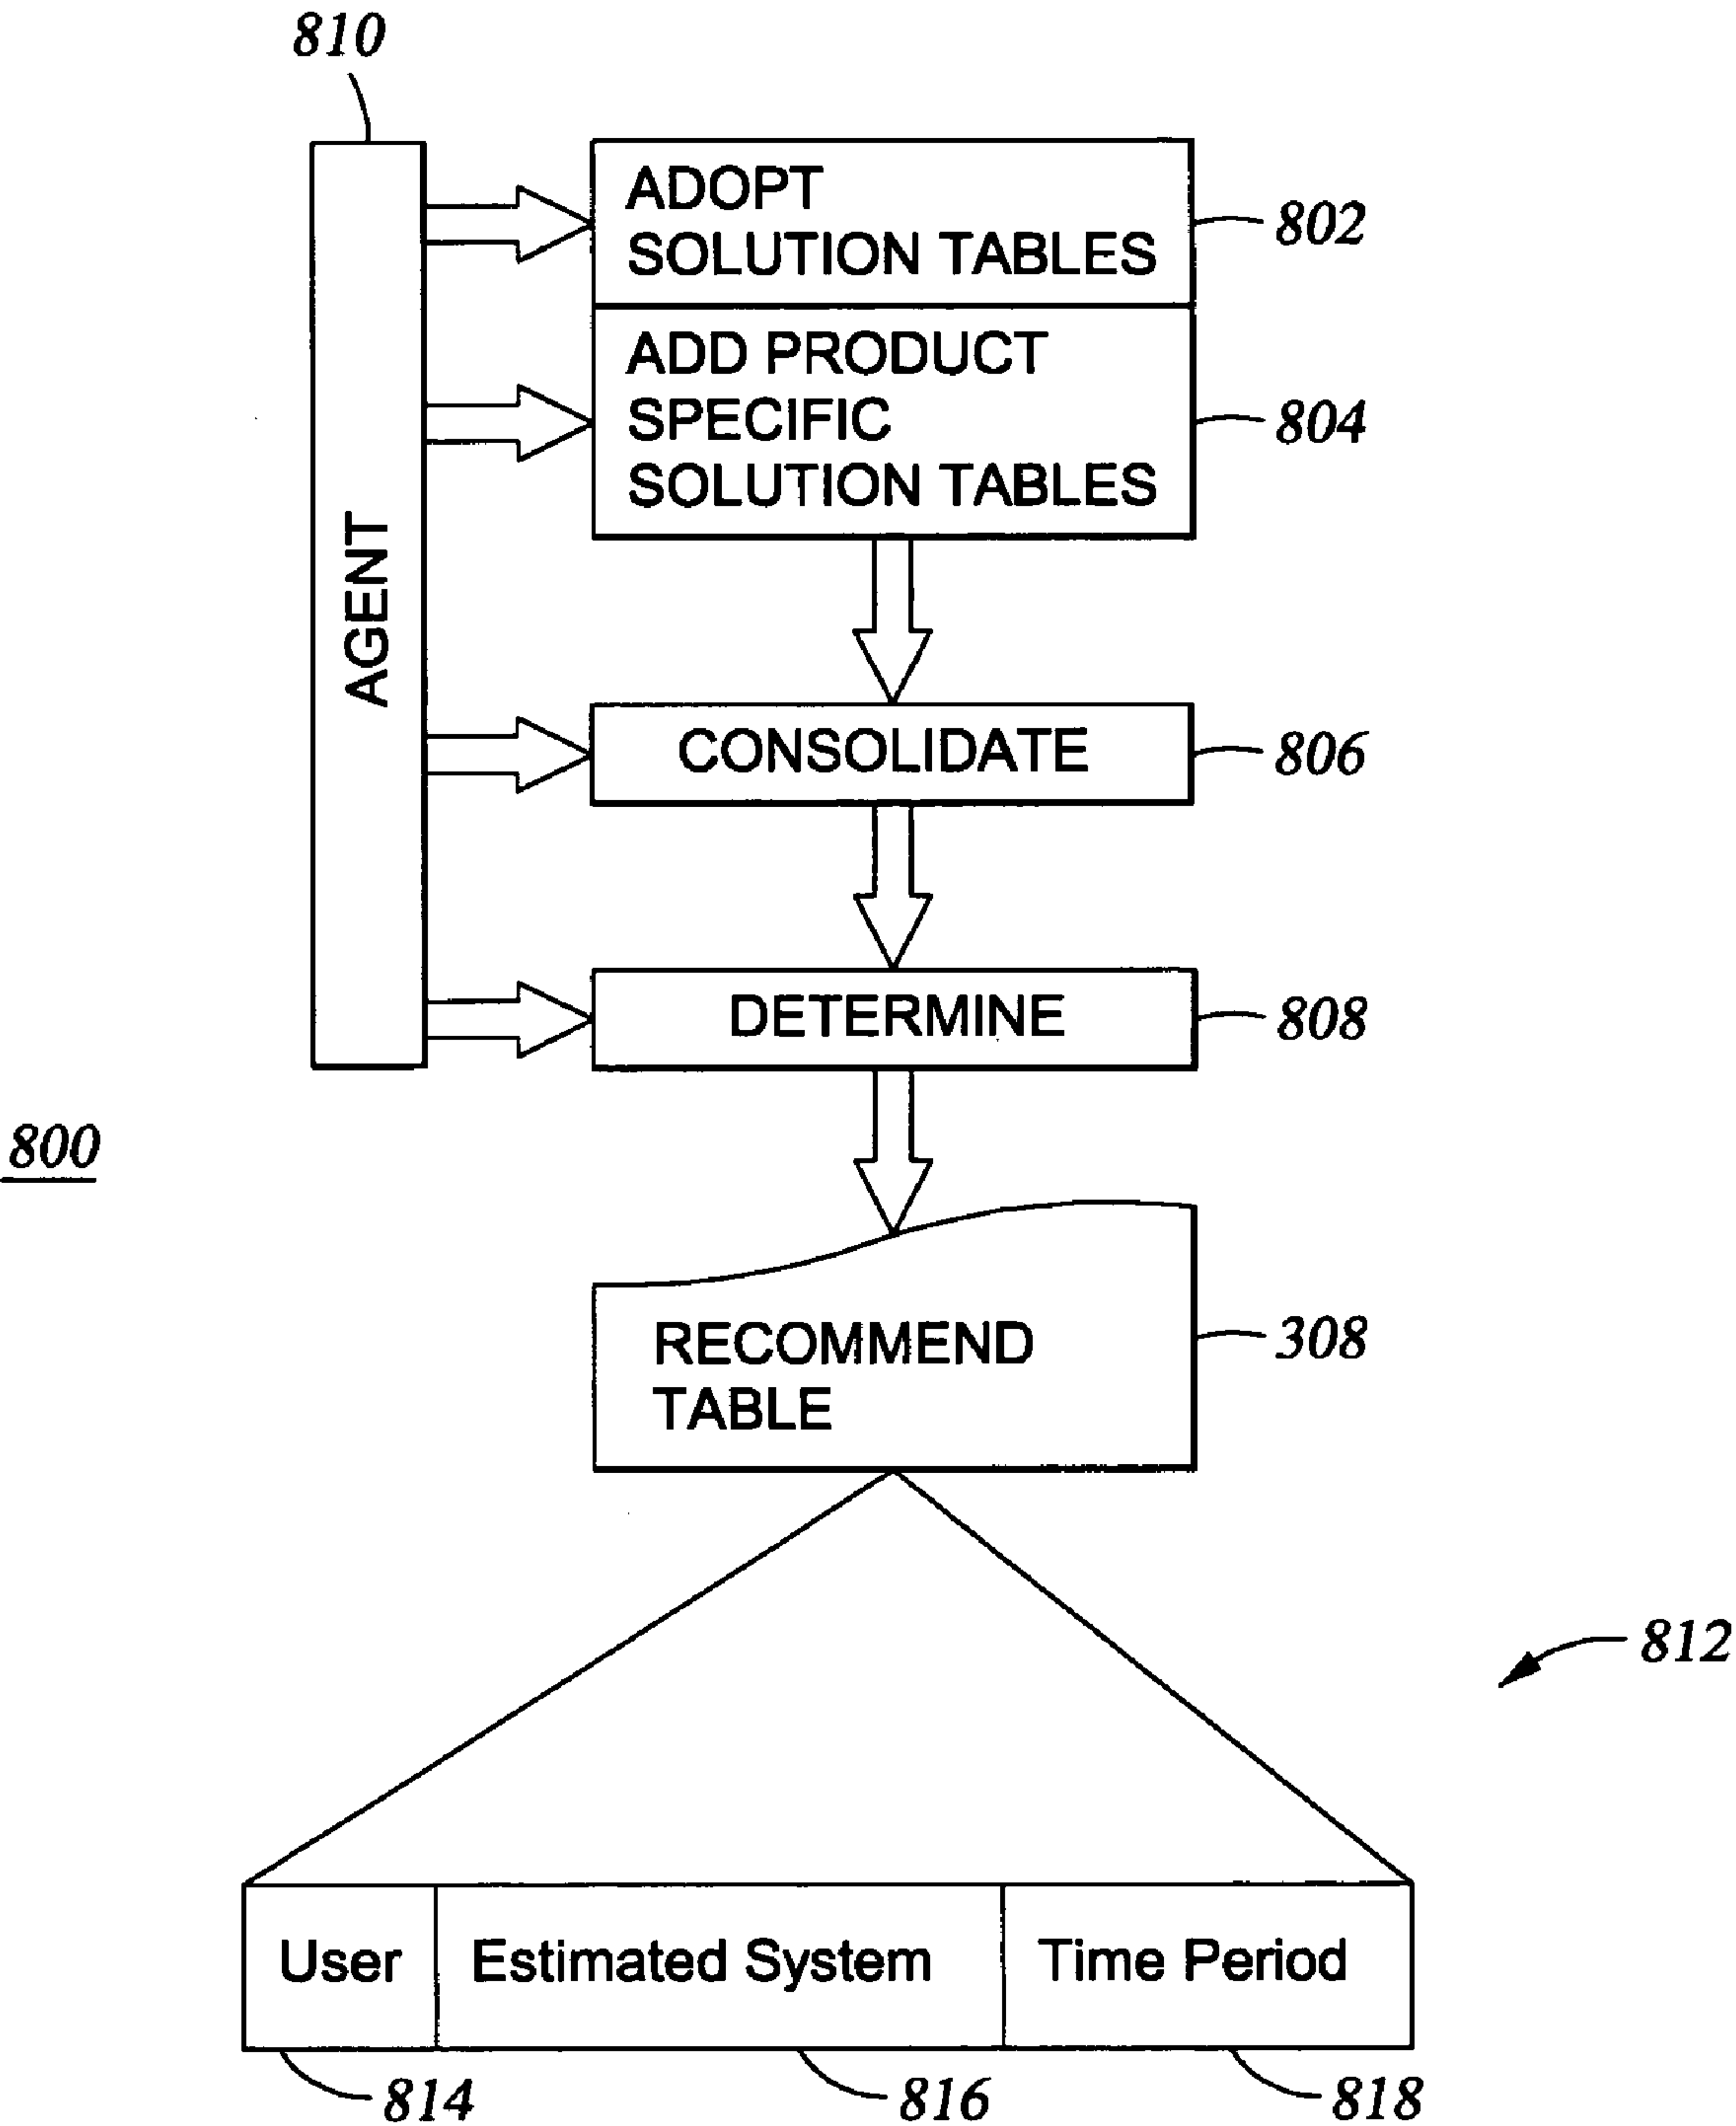 810
ADOPT
SOLUTION TABLES
802
ADD PRODUCT
SPECIFIC
SOLUTION TABLES
804
AGENT
CONSOLIDATE
806
DETERMINE
808
800
RECOMMEND
TABLE
308
812
User
Estimated System
Time Period
814
816
818